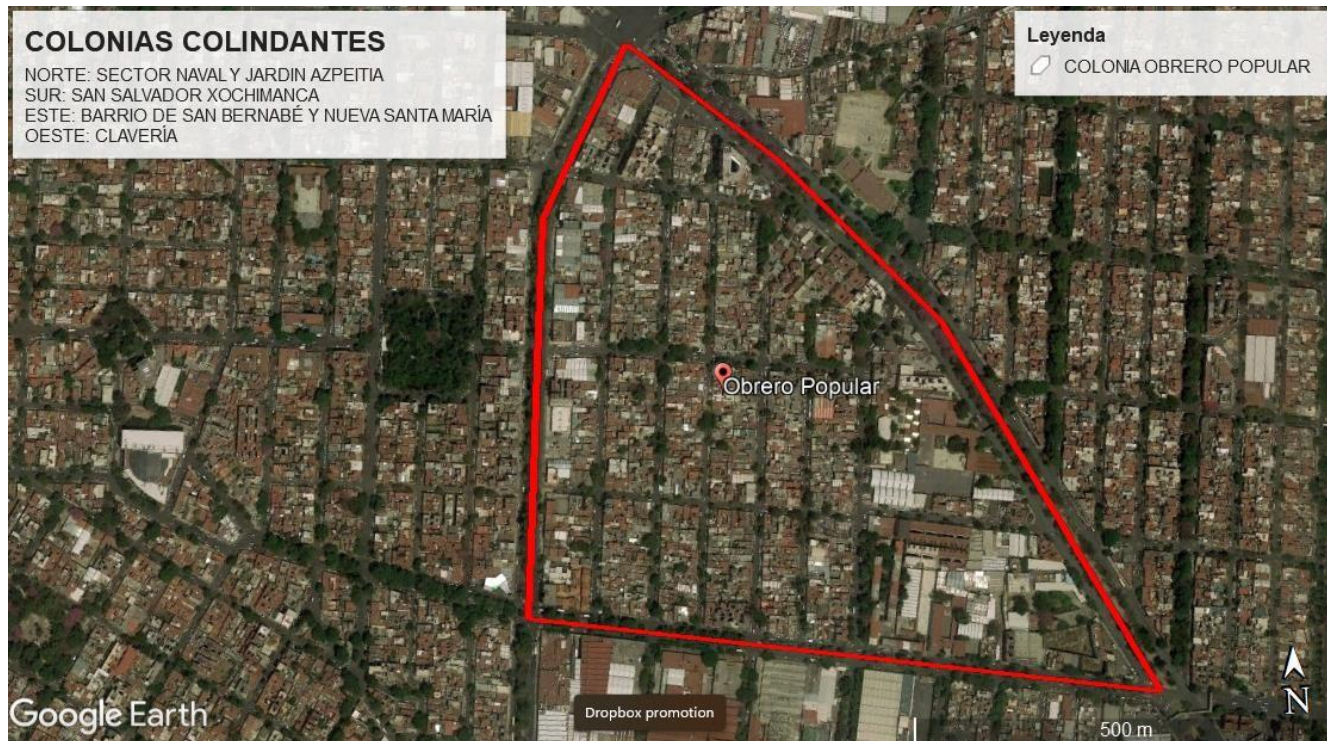 COLONIAS COLINDANTES
NORTE: SECTOR NAVAL Y JARDIN AZPEITIA
SUR: SAN SALVADOR XOCHIMANCA
ESTE: BARRIO DE SAN BERNABÉ Y NUEVA SANTA MARÍA
OESTE: CLAVERÍA
Leyenda
COLONIA OBRERO POPULAR
Obrero Popular
Google Earth
Dropbox promotion
500 m
N